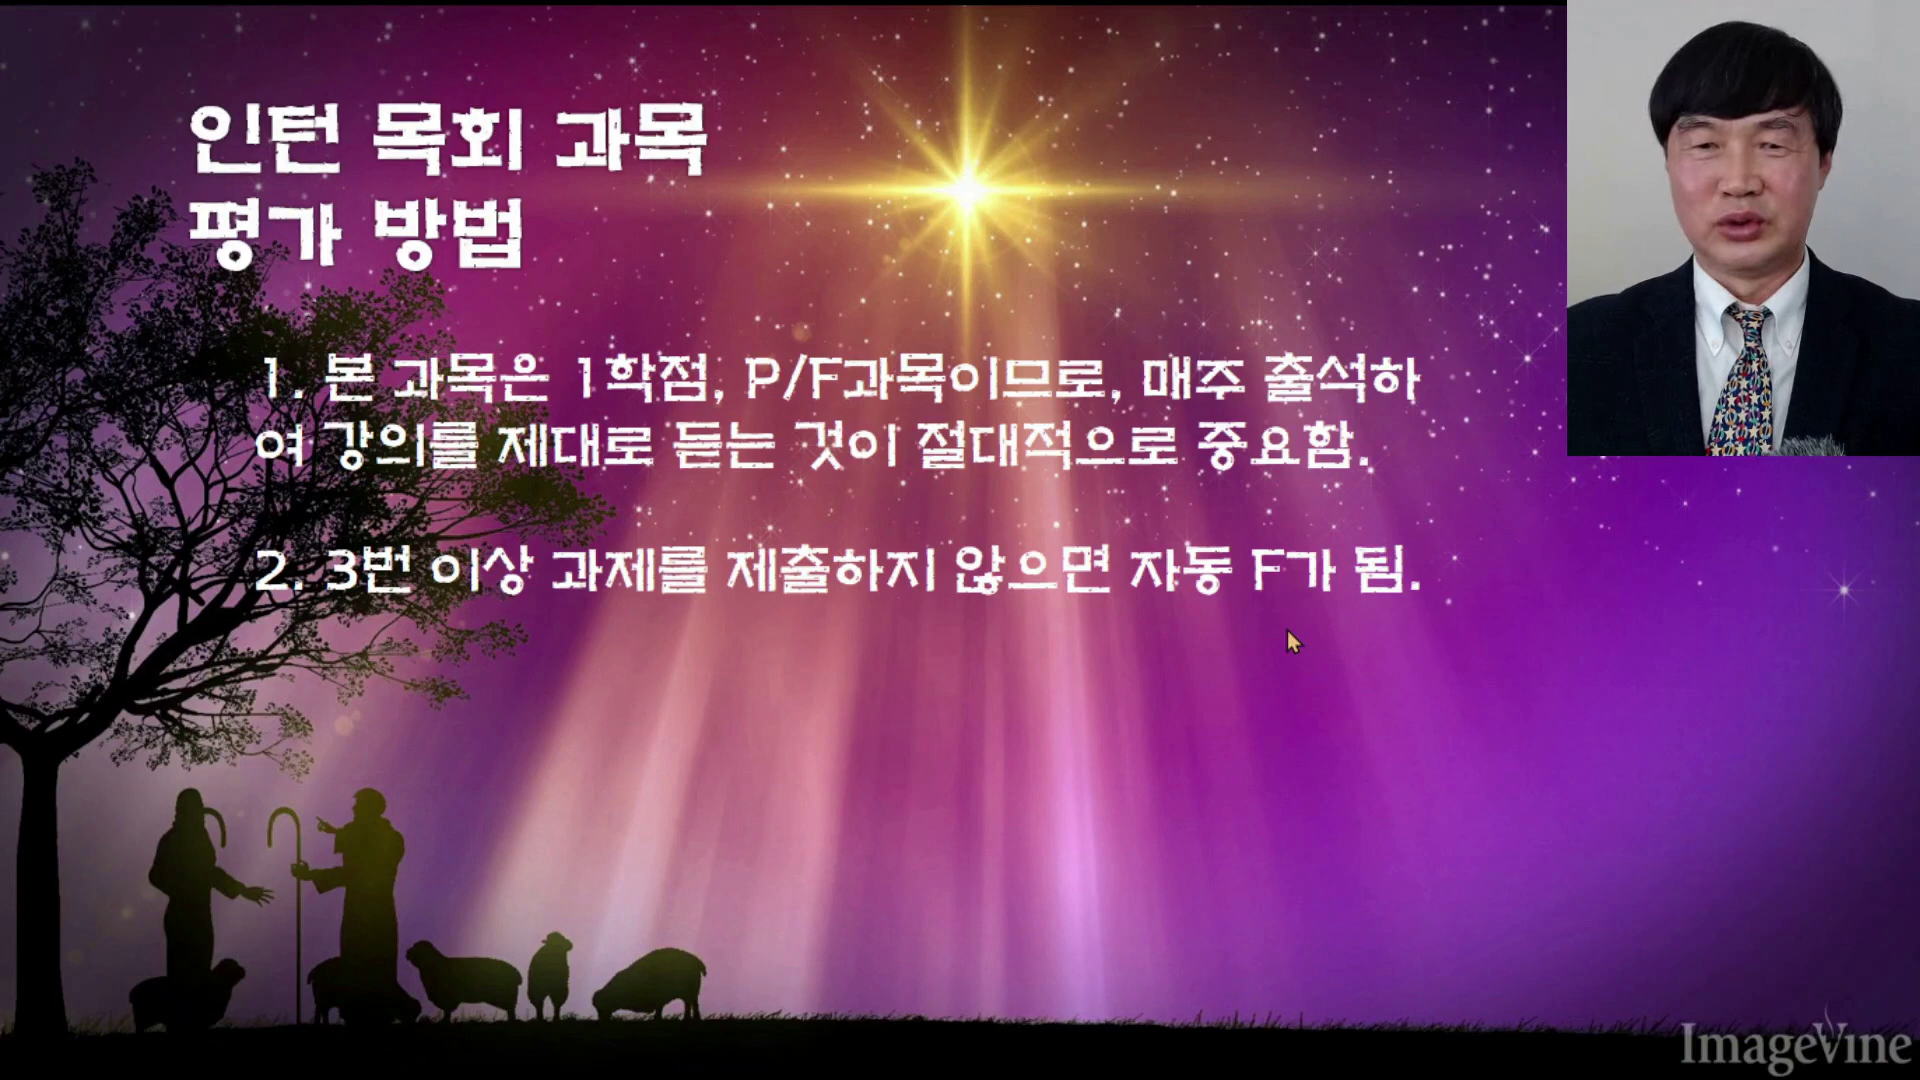 인턴 목회 과목
평가 방법
1. 본 과목은 1학점, P/F과목이므로, 매주 출석하
여 강의를 제대로 듣는 것이 절대적으로 중요함.
2. 3번 이상 과제를 제출하지 않으면 자동 F가 됨.
ImageVine